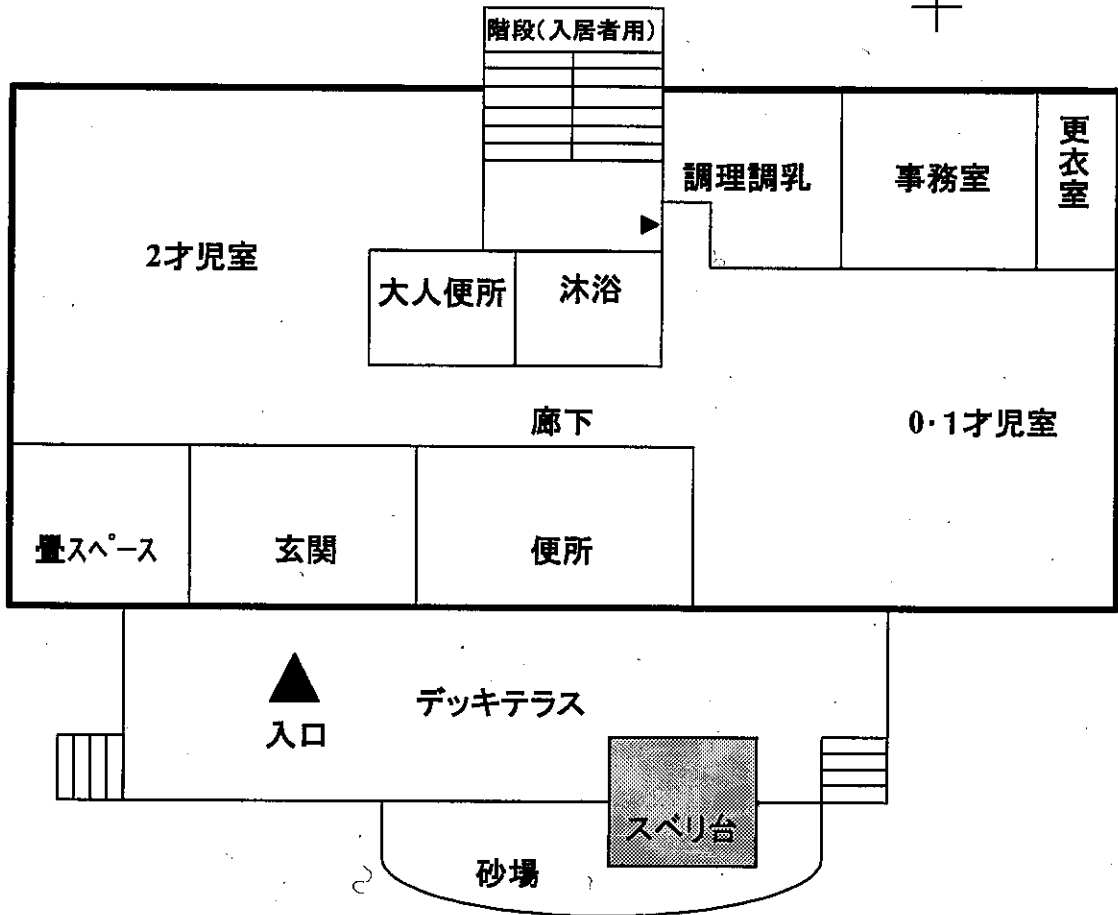 階段(入居者用)
調理調乳
事務室
更衣室
2才児室
大人便所
沐浴
廊下
0・1才児室
畳スペース
玄関
便所
入口
デッキテラス
スベリ台
砂場